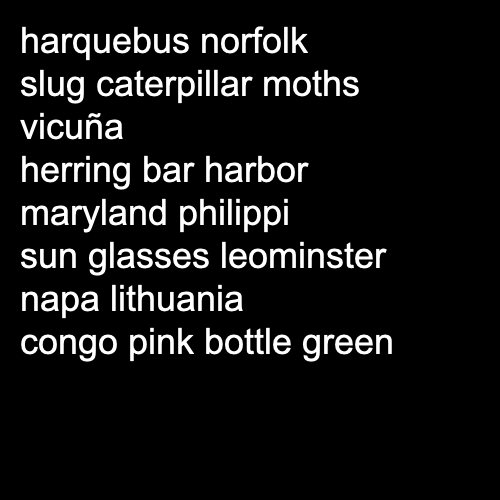 harquebus norfolk
slug caterpillar moths
vicuña
herring bar harbor
maryland philippi
sun glasses leominster
napa lithuania
congo pink bottle green